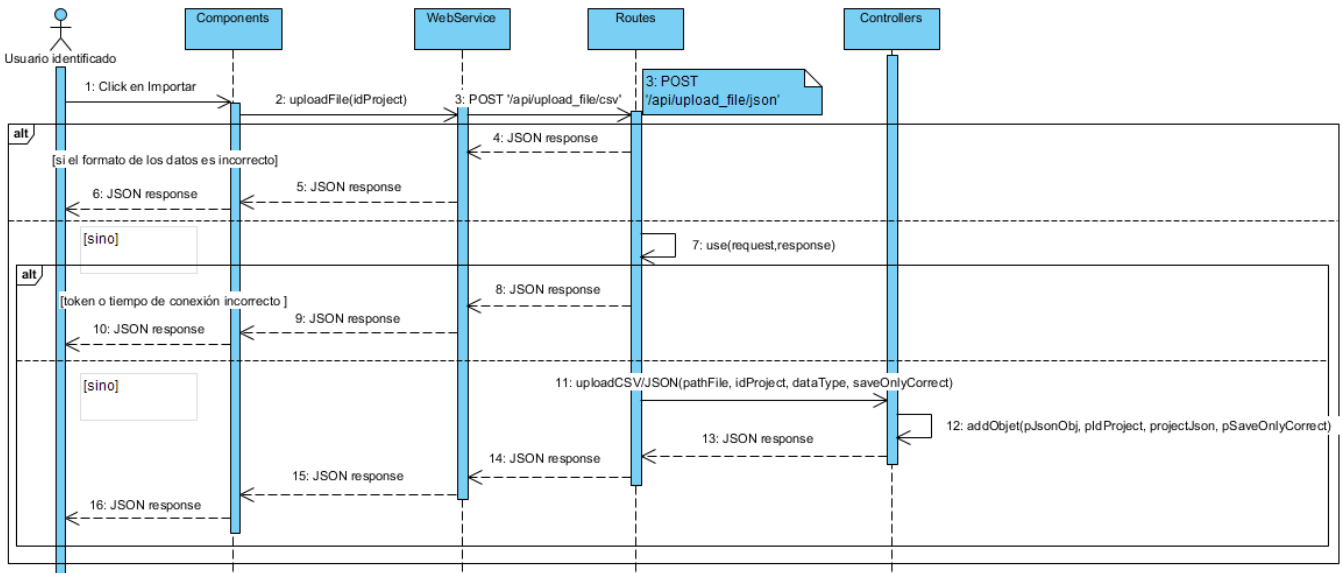 Components
WebService
Routes
Controllers
Usuario identificado
1: Click en Importar
2: uploadFile(idProject)
3: POST '/api/upload_file/csv'
3: POST
'/api/upload_file/json'
alt
4: JSON response
[si el formato de los datos es incorrecto]
5: JSON response
6: JSON response
[sino]
7: use(request,response)
alt
8: JSON response
[token o tiempo de conexión incorrecto ]
9: JSON response
10: JSON response
[sino]
11: uploadCSV/JSON(pathFile, idProject, dataType, saveOnlyCorrect)
12: addObjet(pJsonObj, pIdProject, projectJson, pSaveOnlyCorrect)
13: JSON response
14: JSON response
15: JSON response
16: JSON response